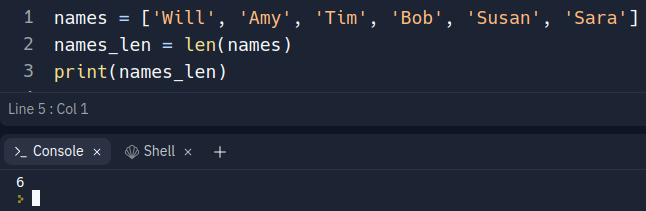 1 names = ['Will', 'Amy', 'Tim', 'Bob', 'Susan', 'Sara']
2 names_len = len(names)
3 print(names_len)
Line 5 : Col 1
>_ Console × Shell × +
6
>